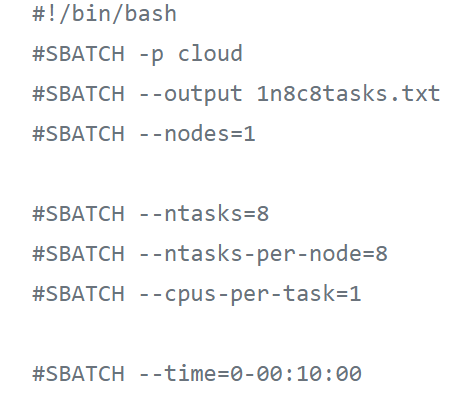 #!/bin/bash
#SBATCH -p cloud
#SBATCH --output 1n8c8tasks.txt
#SBATCH --nodes=1
#SBATCH --ntasks=8
#SBATCH --ntasks-per-node=8
#SBATCH --cpus-per-task=1
#SBATCH --time=0-00:10:00